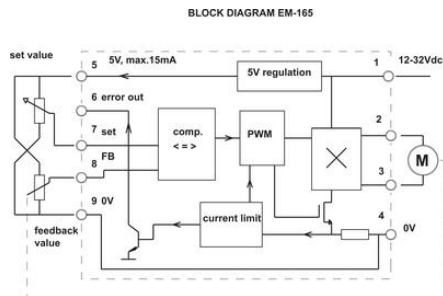 BLOCK DIAGRAM EM-165
set value
5
5V, max.15mA
5V regulation
1
12-32Vdc
6 error out
7 set
comp.
< = >
PWM
2
M
8
FB
3
9 0V
current limit
4
0V
feedback
value